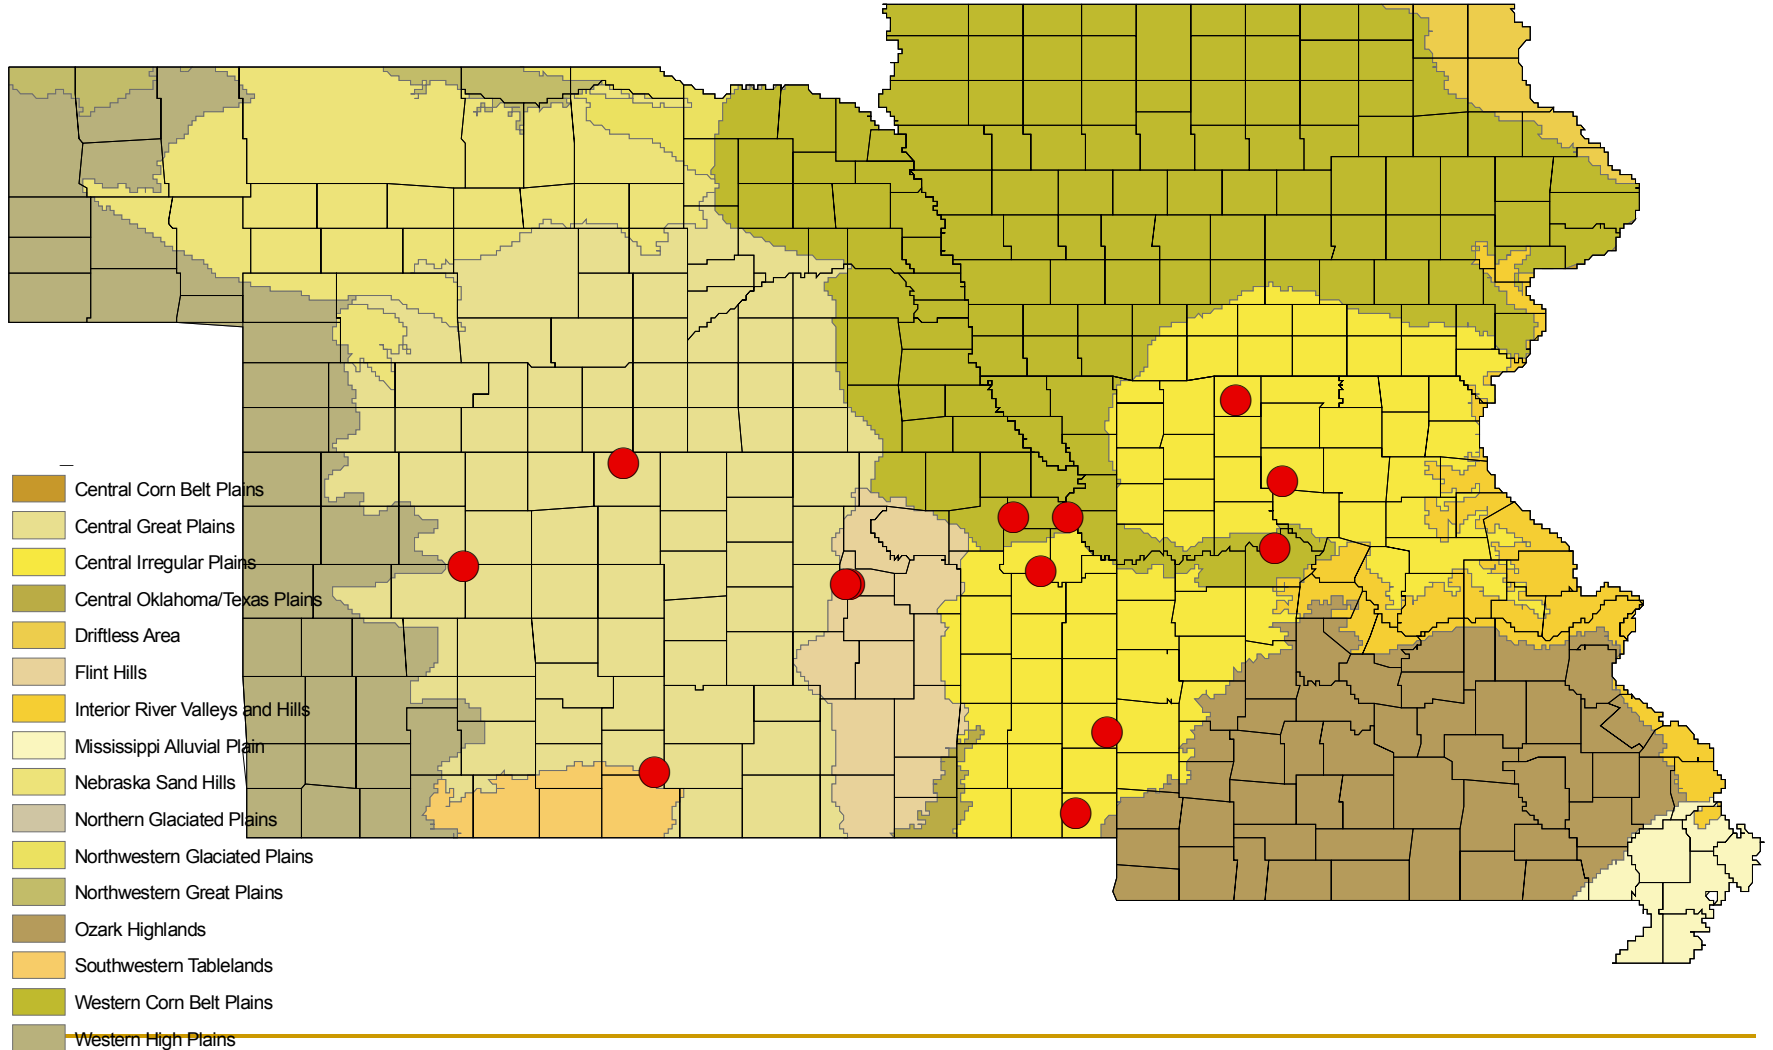 Central Corn Belt Plains
Central Great Plains
Central Irregular Plains
Central Oklahoma/Texas Plains
Driftless Area
Flint Hills
Interior River Valleys and Hills
Mississippi Alluvial Plain
Nebraska Sand Hills
Northern Glaciated Plains
Northwestern Glaciated Plains
Northwestern Great Plains
Ozark Highlands
Southwestern Tablelands
Western Corn Belt Plains
Western High Plains